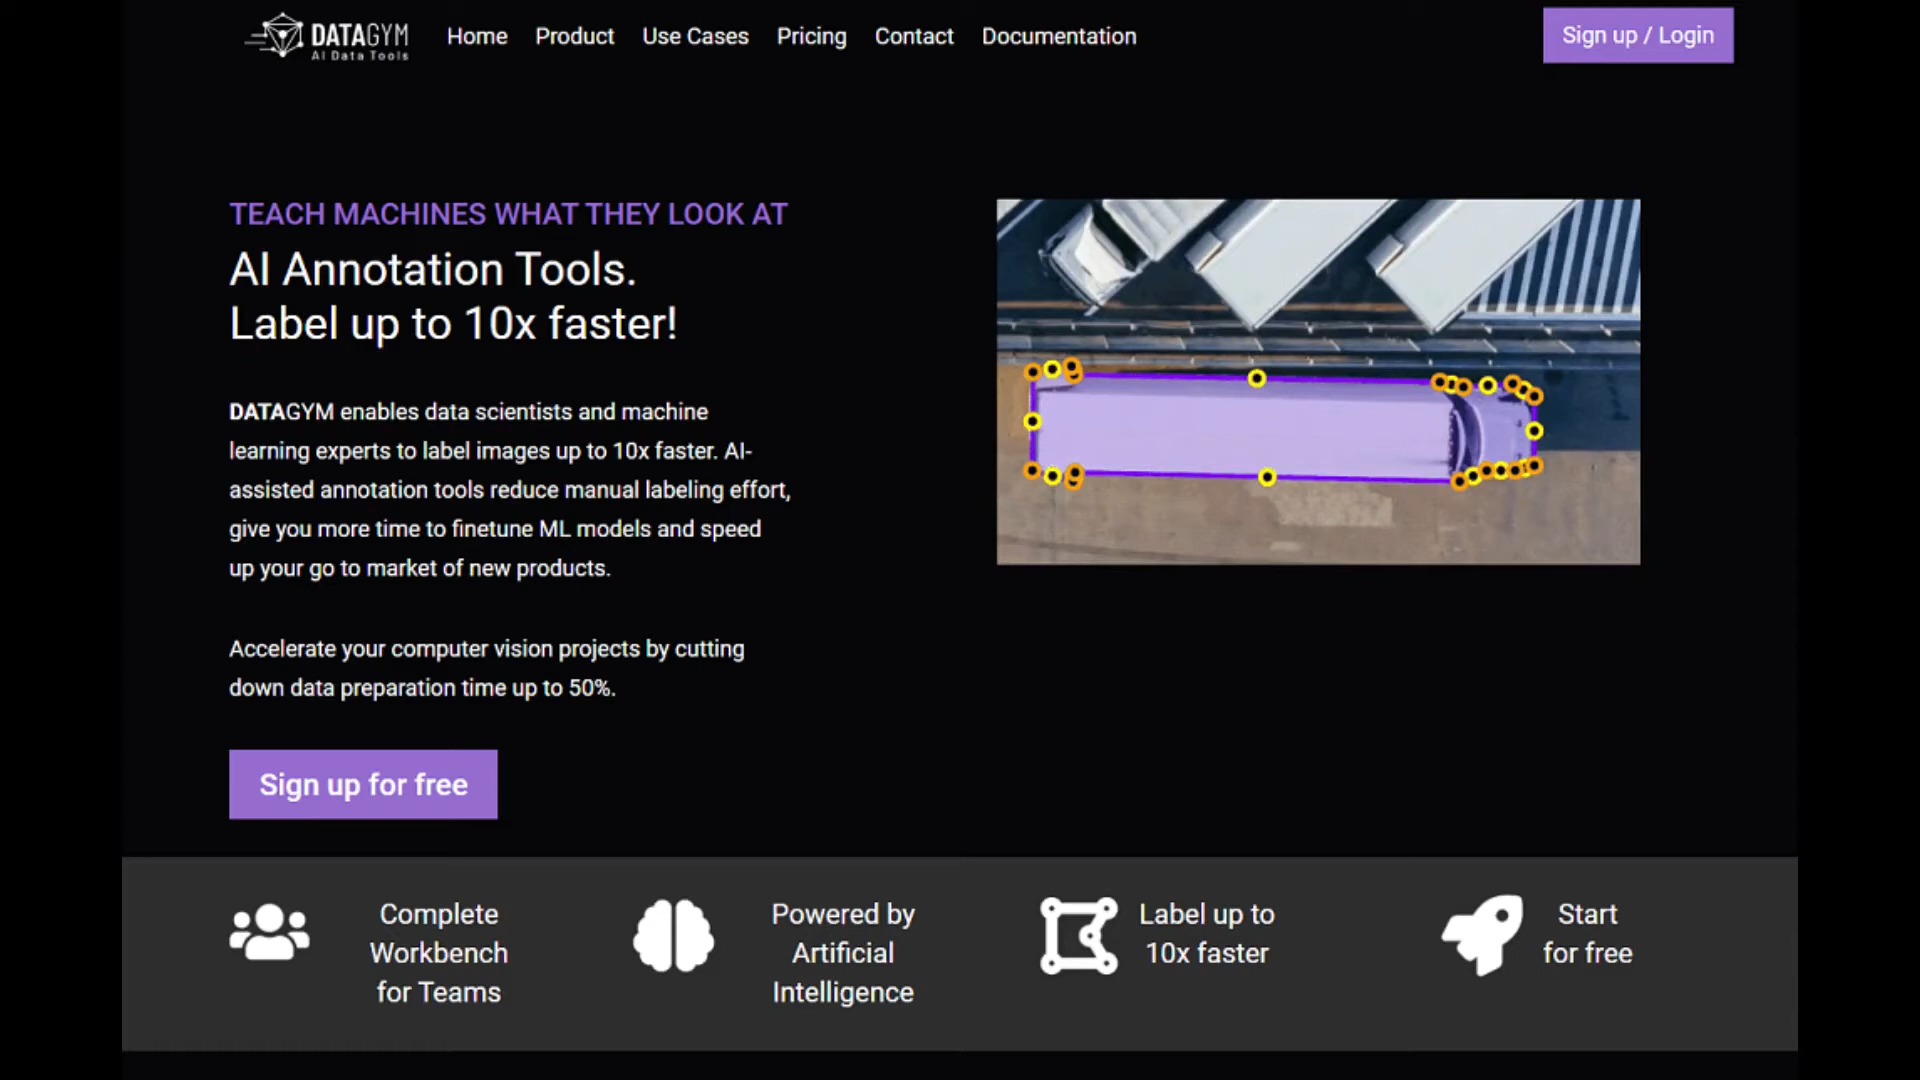 DATAGYM
AI Data Tools
Home
Product
Use Cases
Pricing
Contact
Documentation
Sign up / Login
TEACH MACHINES WHAT THEY LOOK AT
AI Annotation Tools.
Label up to 10x faster!
DATAGYM enables data scientists and machine
learning experts to label images up to 10x faster. AI-
assisted annotation tools reduce manual labeling effort,
give you more time to finetune ML models and speed
up your go to market of new products.
Accelerate your computer vision projects by cutting
down data preparation time up to 50%.
Sign up for free
Complete
Workbench
for Teams
Powered by
Artificial
Intelligence
Label up to
10x faster
Start
for free